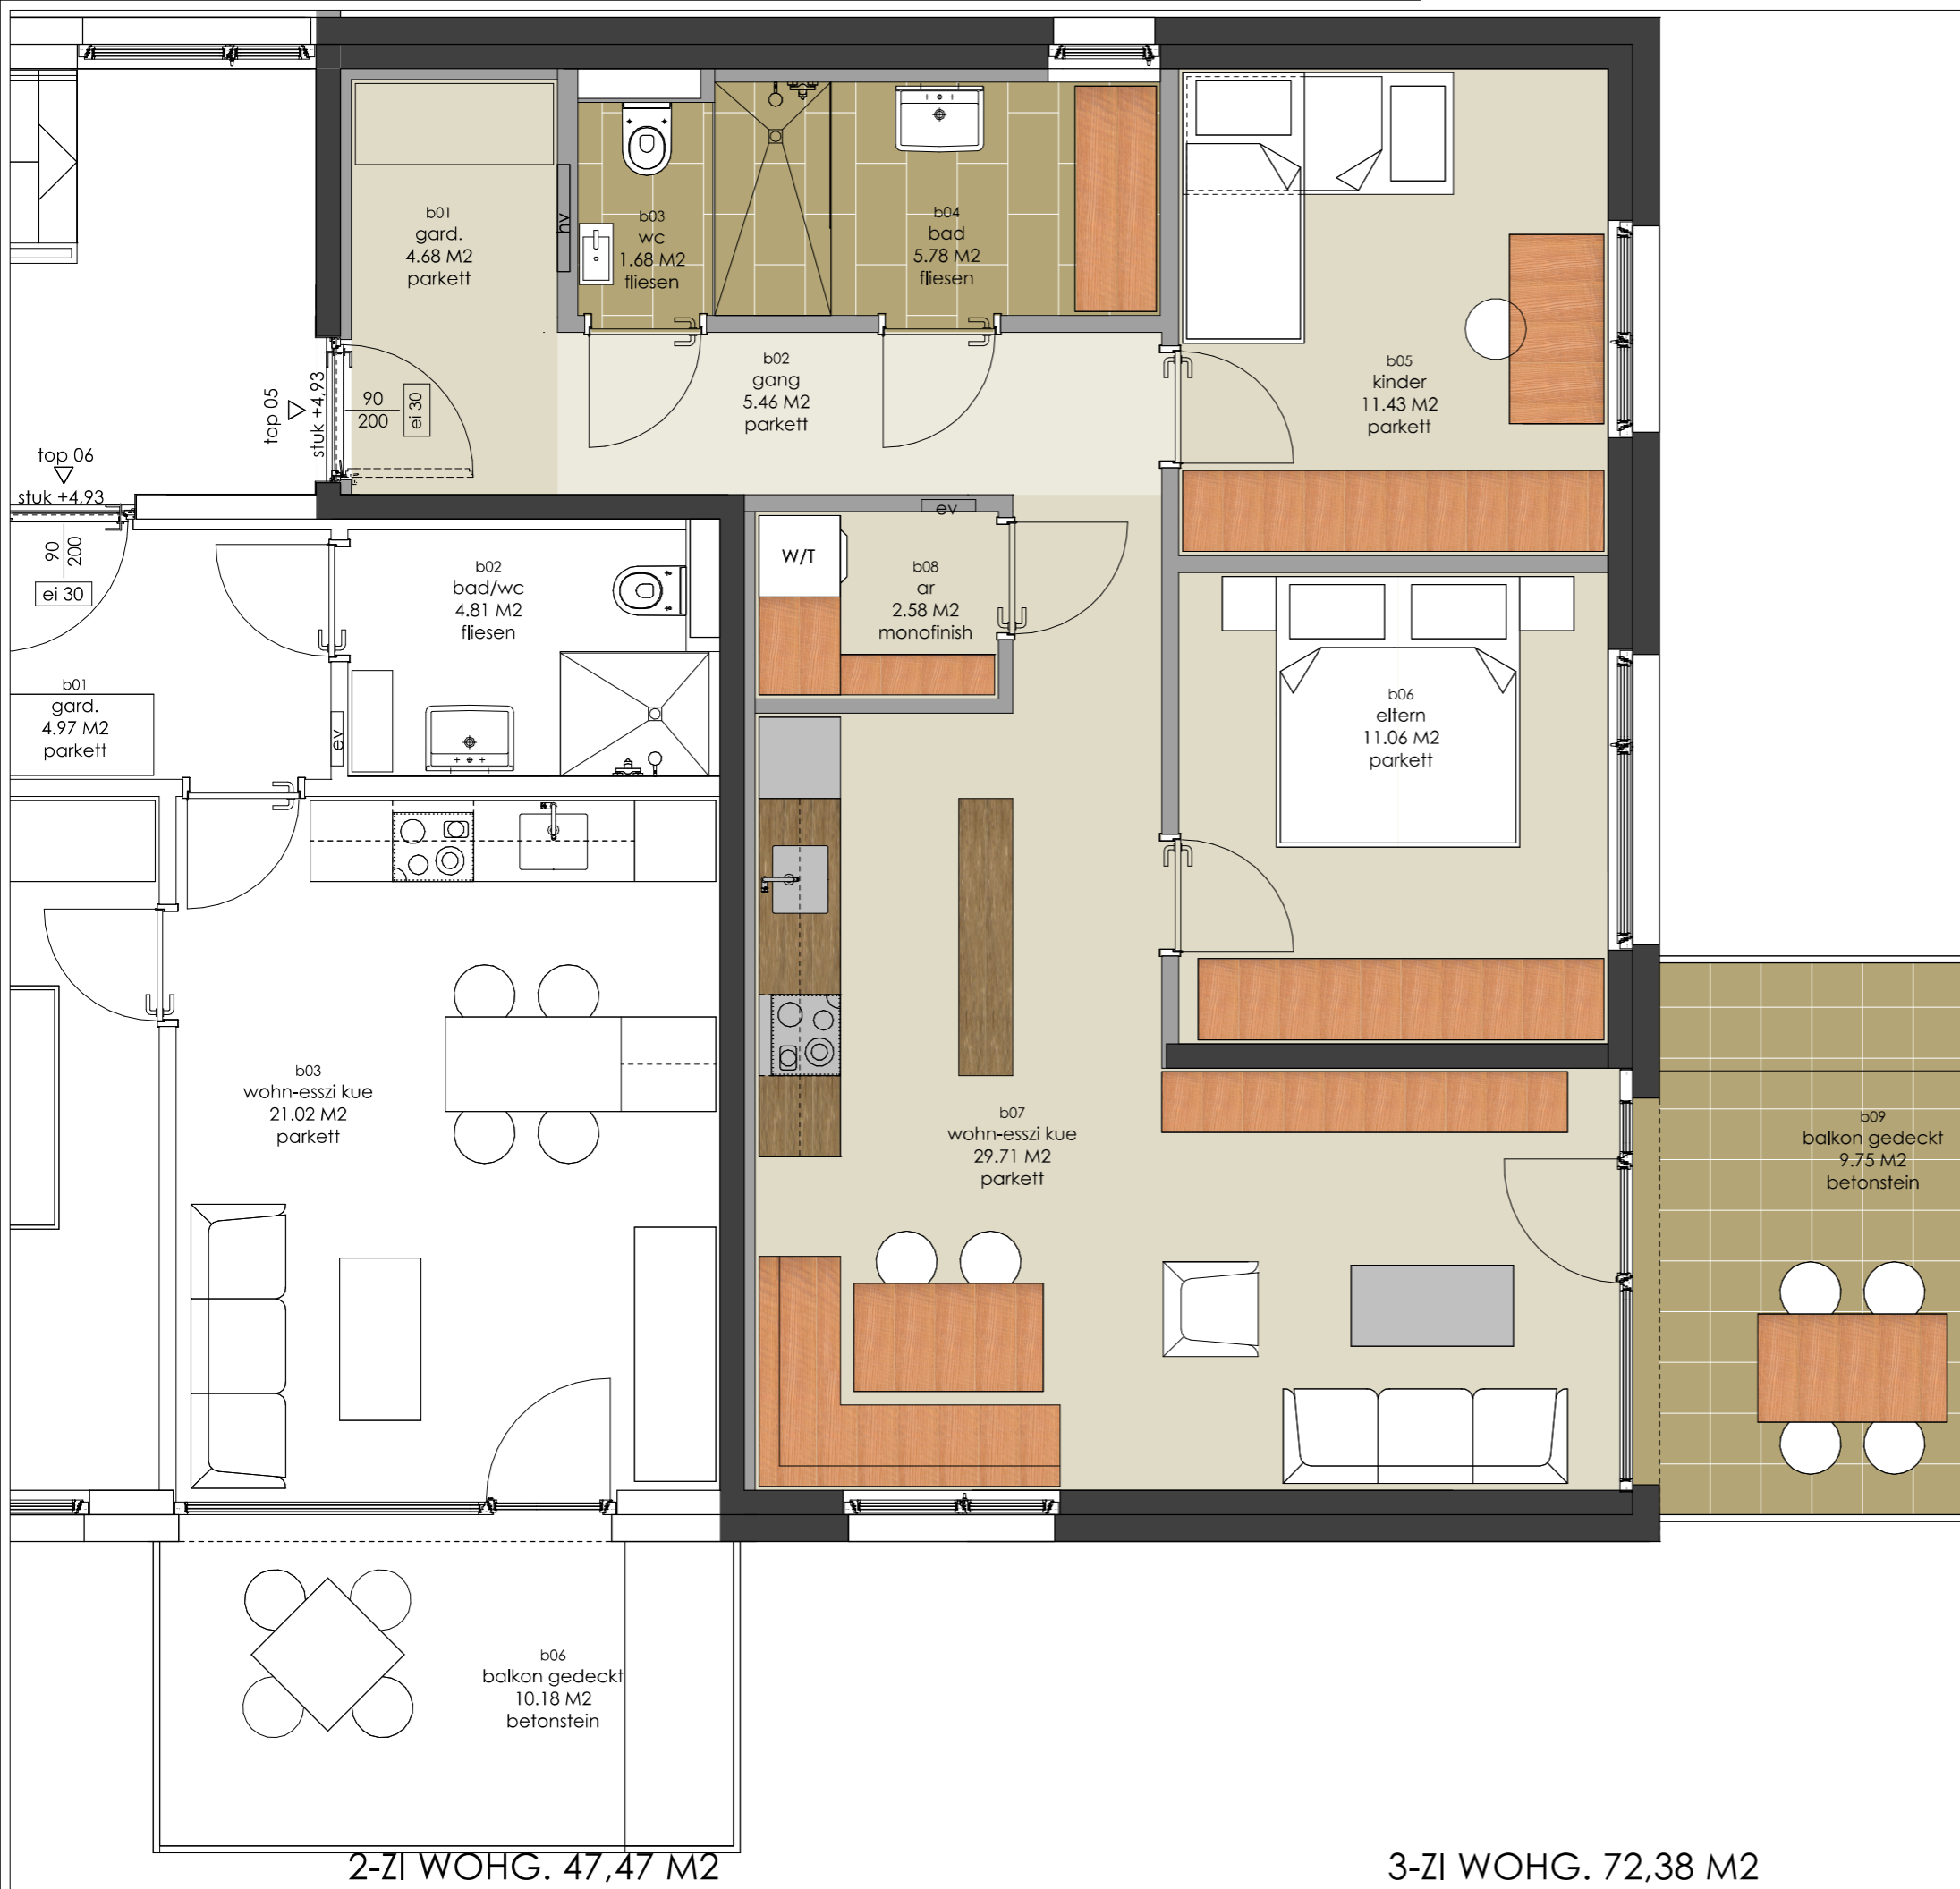 b01
gard.
4.68 M2
parkett
hv
b03
wc
1.68 M2
fliesen
b04
bad
5.78 M2
fliesen
b02
gang
5.46 M2
parkett
b05
kinder
11.43 M2
parkett
top 05
stuk +4,93
90
200
ei 30
top 06
stuk +4,93
90
200
ei 30
b02
bad/wc
4.81 M2
fliesen
ev
W/T
b08
ar
2.58 M2
monofinish
b01
gard.
4.97 M2
parkett
ev
b06
eltern
11.06 M2
parkett
b03
wohn-esszi kue
21.02 M2
parkett
b07
wohn-esszi kue
29.71 M2
parkett
b09
balkon gedeckt
9.75 M2
betonstein
b06
balkon gedeckt
10.18 M2
betonstein
2-ZI WOHG. 47,47 M2
3-ZI WOHG. 72,38 M2